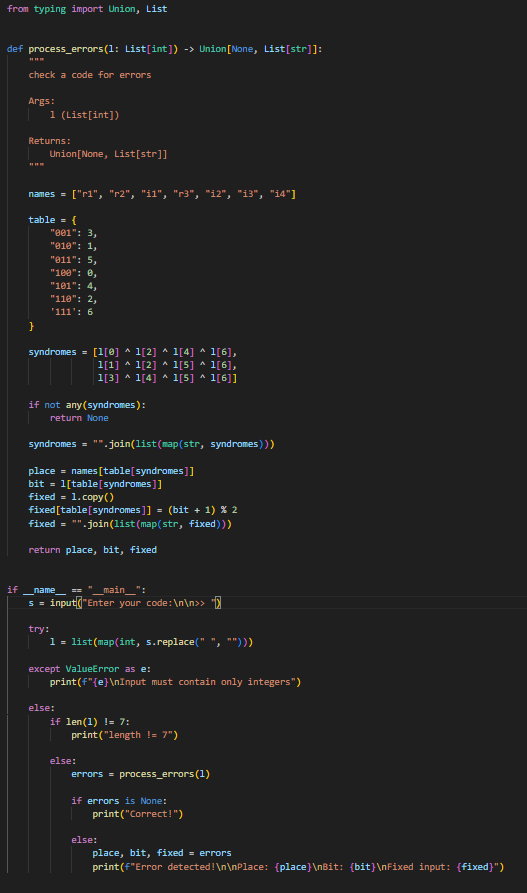 from typing import Union, List
def process_errors(l: List[int]) -> Union[None, List[str]]:
"""
check a code for errors
Args:
l (List[int])
Returns:
Union[None, List[str]]
"""
names = ["r1", "r2", "i1", "r3", "i2", "i3", "i4"]
table = {
"001": 3,
"010": 1,
"011": 5,
"100": 0,
"101": 4,
"110": 2,
'111': 6
}
syndromes = [l[0] ^ l[2] ^ l[4] ^ l[6],
l[1] ^ l[2] ^ l[5] ^ l[6],
l[3] ^ l[4] ^ l[5] ^ l[6]]
if not any(syndromes):
return None
syndromes = "".join(list(map(str, syndromes)))
place = names[table[syndromes]]
bit = l[table[syndromes]]
fixed = l.copy()
fixed[table[syndromes]] = (bit + 1) % 2
fixed = "".join(list(map(str, fixed)))
return place, bit, fixed
if __name__ == "__main__":
s = input("Enter your code:\n\n>> ")
try:
l = list(map(int, s.replace(" ", "")))
except ValueError as e:
print(f"{e}\nInput must contain only integers")
else:
if len(l) != 7:
print("length != 7")
else:
errors = process_errors(l)
if errors is None:
print("Correct!")
else:
place, bit, fixed = errors
print(f"Error detected!\n\nPlace: {place}\nBit: {bit}\nFixed input: {fixed}")